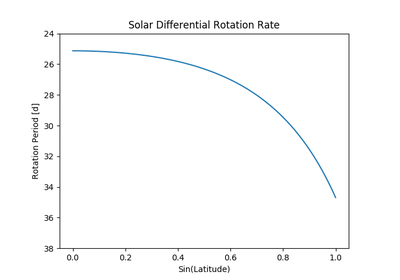 Solar Differential Rotation Rate
24
26
28
30
32
34
36
38
Rotation Period [d]
0.0 0.2 0.4 0.6 0.8 1.0
Sin(Latitude)